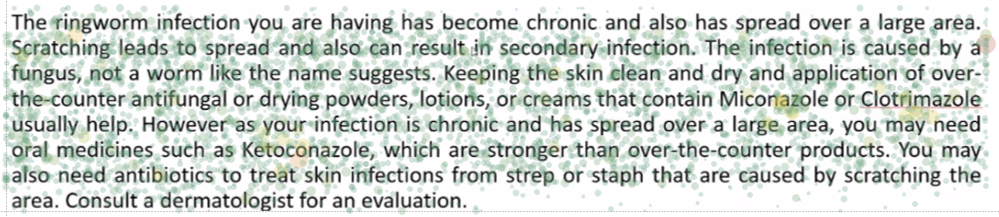 The ringworm infection you are having has become chronic and also has spread over a large area.
Scratching leads to spread and also can result in secondary infection. The infection is caused by a
fungus, not a worm like the name suggests. Keeping the skin clean and dry and application of over-
the-counter antifungal or drying powders, lotions, or creams that contain Miconazole or Clotrimazole
usually help. However as your infection is chronic and has spread over a large area, you may need
oral medicines such as Ketoconazole, which are stronger than over-the-counter products. You may
also need antibiotics to treat skin infections from strep or staph that are caused by scratching the
area. Consult a dermatologist for an evaluation.